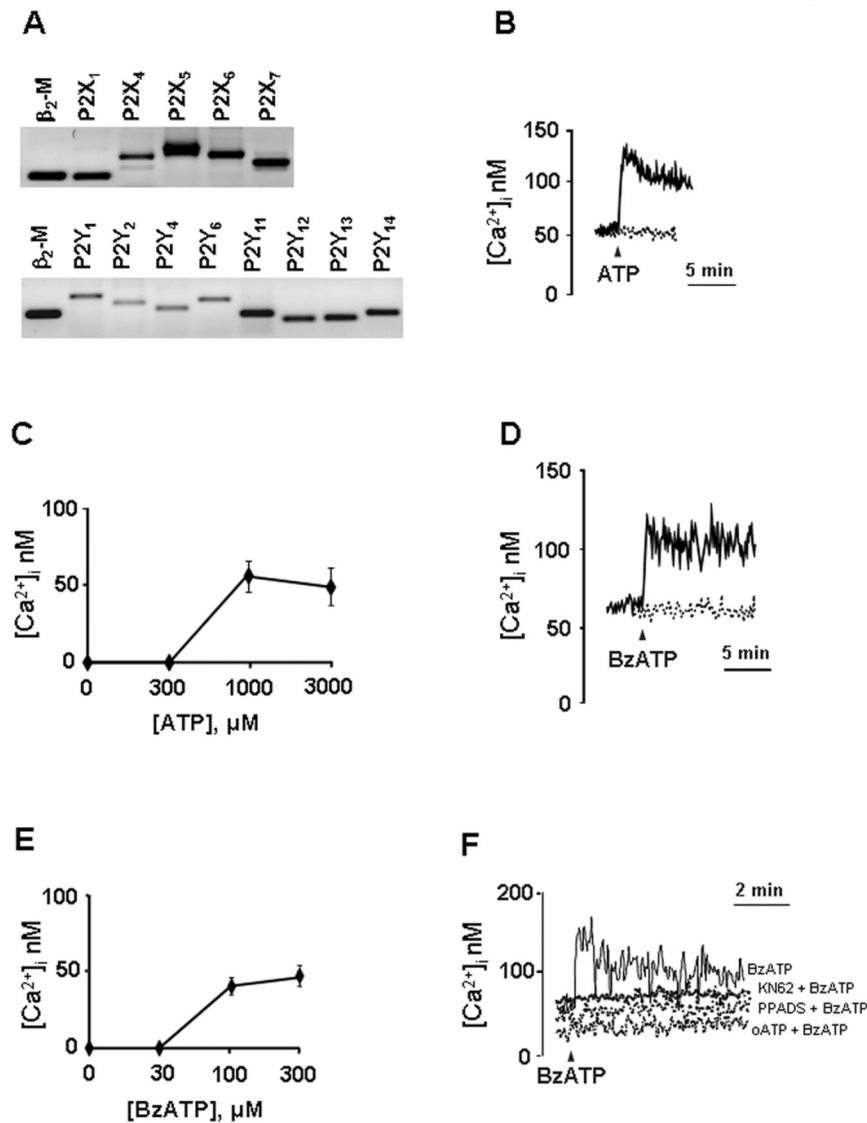 A
β₂-M P2X₁ P2X₄ P2X₅ P2X₆ P2X₇
β₂-M P2Y₁ P2Y₂ P2Y₄ P2Y₆ P2Y₁₁ P2Y₁₂ P2Y₁₃ P2Y₁₄
B
[Ca²⁺]ᵢ nM
150
100
50
0
ATP
5 min
C
[Ca²⁺]ᵢ nM
100
50
0
0 300 1000 3000
[ATP], µM
D
[Ca²⁺]ᵢ nM
150
100
50
0
BzATP
5 min
E
[Ca²⁺]ᵢ nM
100
50
0
0 30 100 300
[BzATP], µM
F
[Ca²⁺]ᵢ nM
200
100
0
2 min
BzATP
KN62 + BzATP
PPADS + BzATP
oATP + BzATP
BzATP